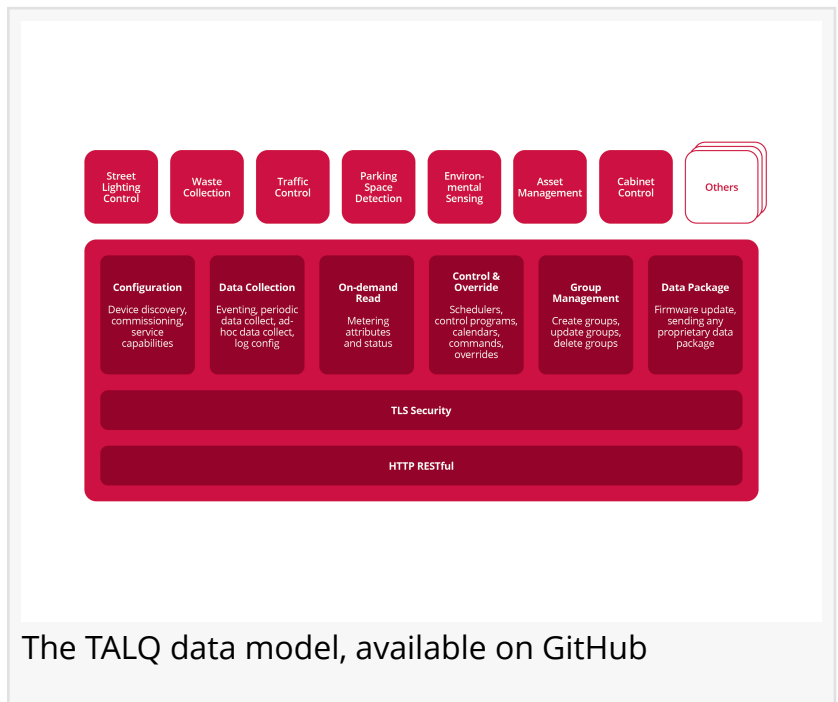 Street
Lighting
Control
Waste
Collection
Traffic
Control
Parking
Space
Detection
Environ-
mental
Sensing
Asset
Management
Cabinet
Control
Others
Configuration
Device discovery,
commissioning,
service
capabilities
Data Collection
Eventing, periodic
data collect, ad-
hoc data collect,
log config
On-demand
Read
Metering
attributes
and status
Control &
Override
Schedulers,
control programs,
calendars,
commands,
overrides
Group
Management
Create groups,
update groups,
delete groups
Data Package
Firmware update,
sending any
proprietary data
package
TLS Security
HTTP RESTful
The TALQ data model, available on GitHub